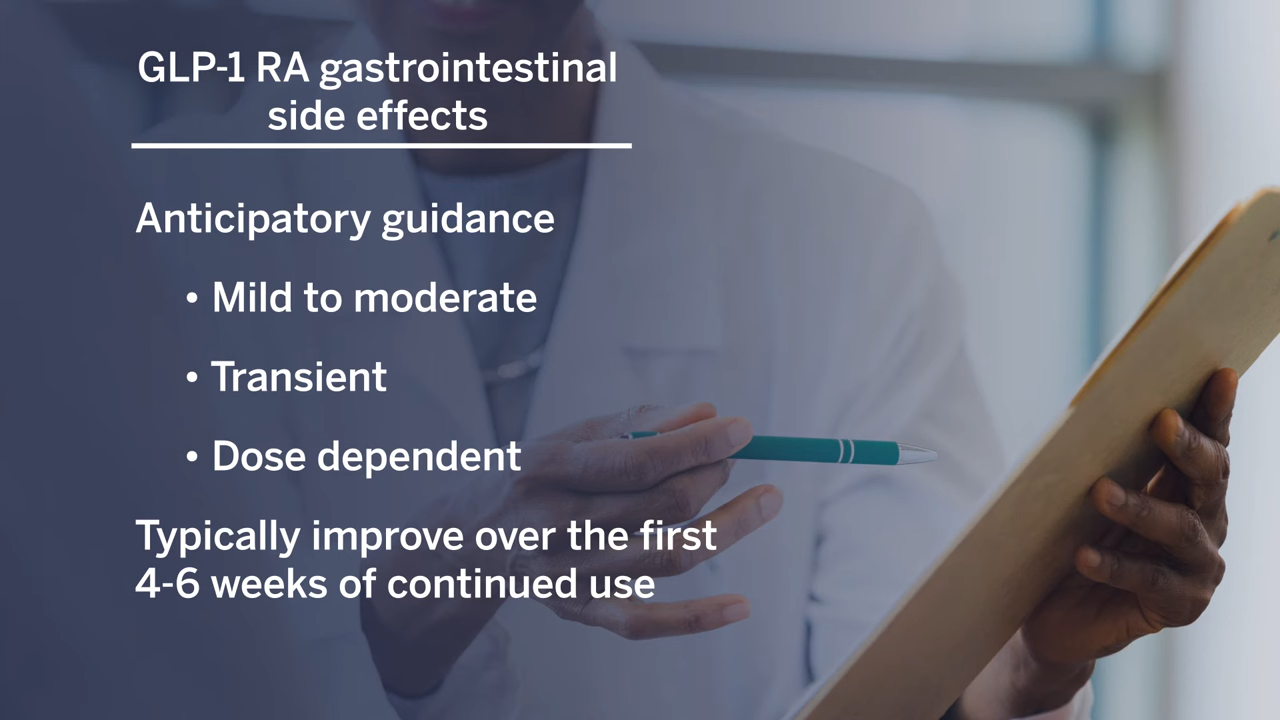 GLP-1 RA gastrointestinal
side effects
Anticipatory guidance
• Mild to moderate
• Transient
• Dose dependent
Typically improve over the first
4-6 weeks of continued use